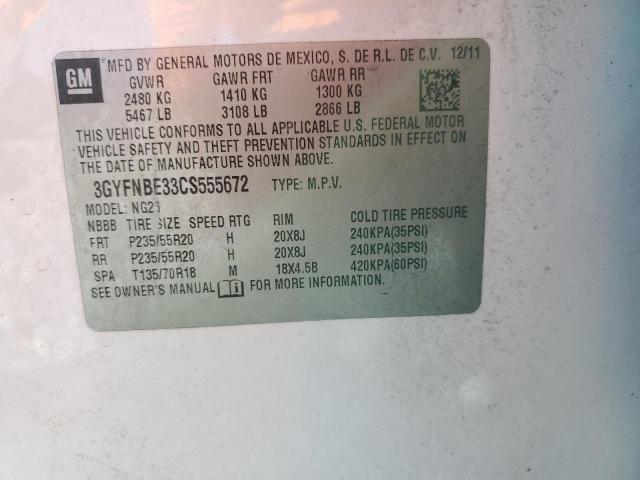 GM
MFD BY GENERAL MOTORS DE MEXICO, S. DE R.L. DE C.V. 12/11
GVWR GAWR FRT GAWR RR
2480 KG 1410 KG 1300 KG
5467 LB 3108 LB 2866 LB
THIS VEHICLE CONFORMS TO ALL APPLICABLE U.S. FEDERAL MOTOR
VEHICLE SAFETY AND THEFT PREVENTION STANDARDS IN EFFECT ON
THE DATE OF MANUFACTURE SHOWN ABOVE.
3GYFNBE33CS555672 TYPE: M.P.V.
MODEL: NG26
NBBB TIRE SIZE SPEED RTG RIM COLD TIRE PRESSURE
FRT P235/55R20 H 20X8J 240KPA(35PSI)
RR P235/55R20 H 20X8J 240KPA(35PSI)
SPA T135/70R18 M 18X4.5B 420KPA(60PSI)
SEE OWNER'S MANUAL FOR MORE INFORMATION.